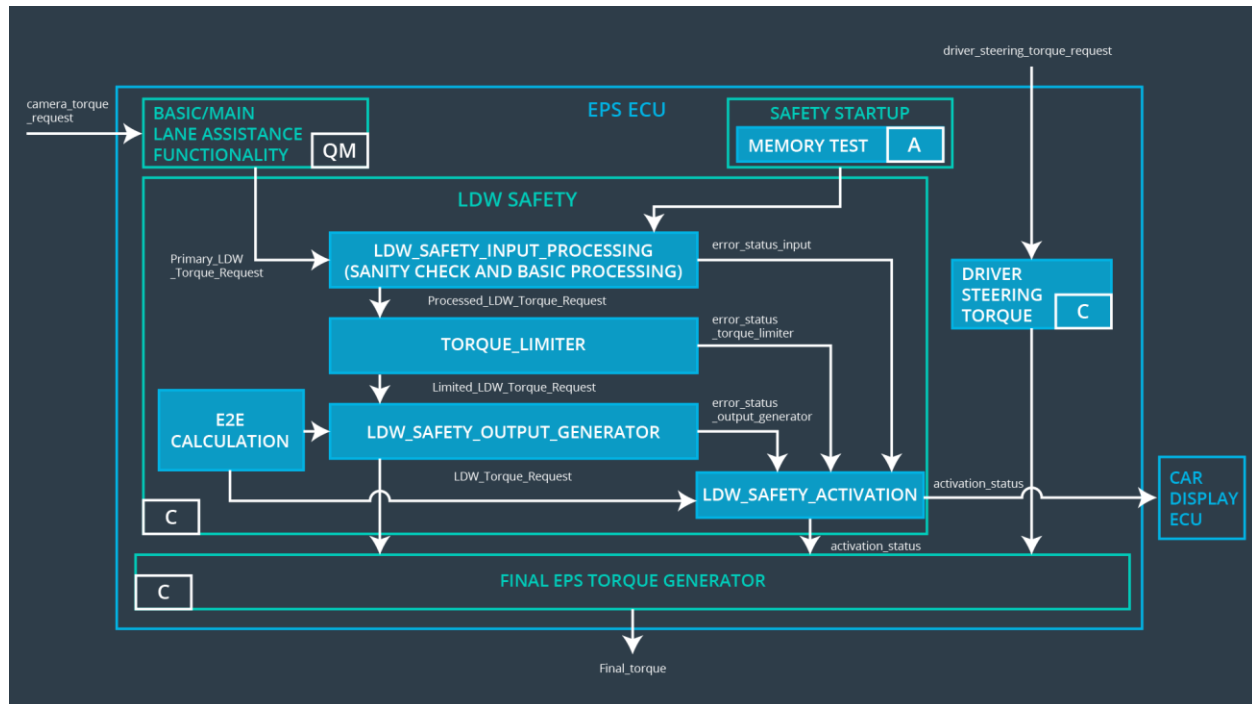 driver_steering_torque_request
camera_torque
_request
EPS ECU
BASIC/MAIN
LANE ASSISTANCE
FUNCTIONALITY
QM
SAFETY STARTUP
MEMORY TEST
A
LDW SAFETY
Primary_LDW
_Torque_Request
LDW_SAFETY_INPUT_PROCESSING
(SANITY CHECK AND BASIC PROCESSING)
error_status_input
DRIVER
STEERING
TORQUE
C
Processed_LDW_Torque_Request
TORQUE_LIMITER
error_status
_torque_limiter
Limited_LDW_Torque_Request
E2E
CALCULATION
LDW_SAFETY_OUTPUT_GENERATOR
error_status
_output_generator
LDW_Torque_Request
LDW_SAFETY_ACTIVATION
activation_status
CAR
DISPLAY
ECU
C
activation_status
FINAL EPS TORQUE GENERATOR
C
Final_torque